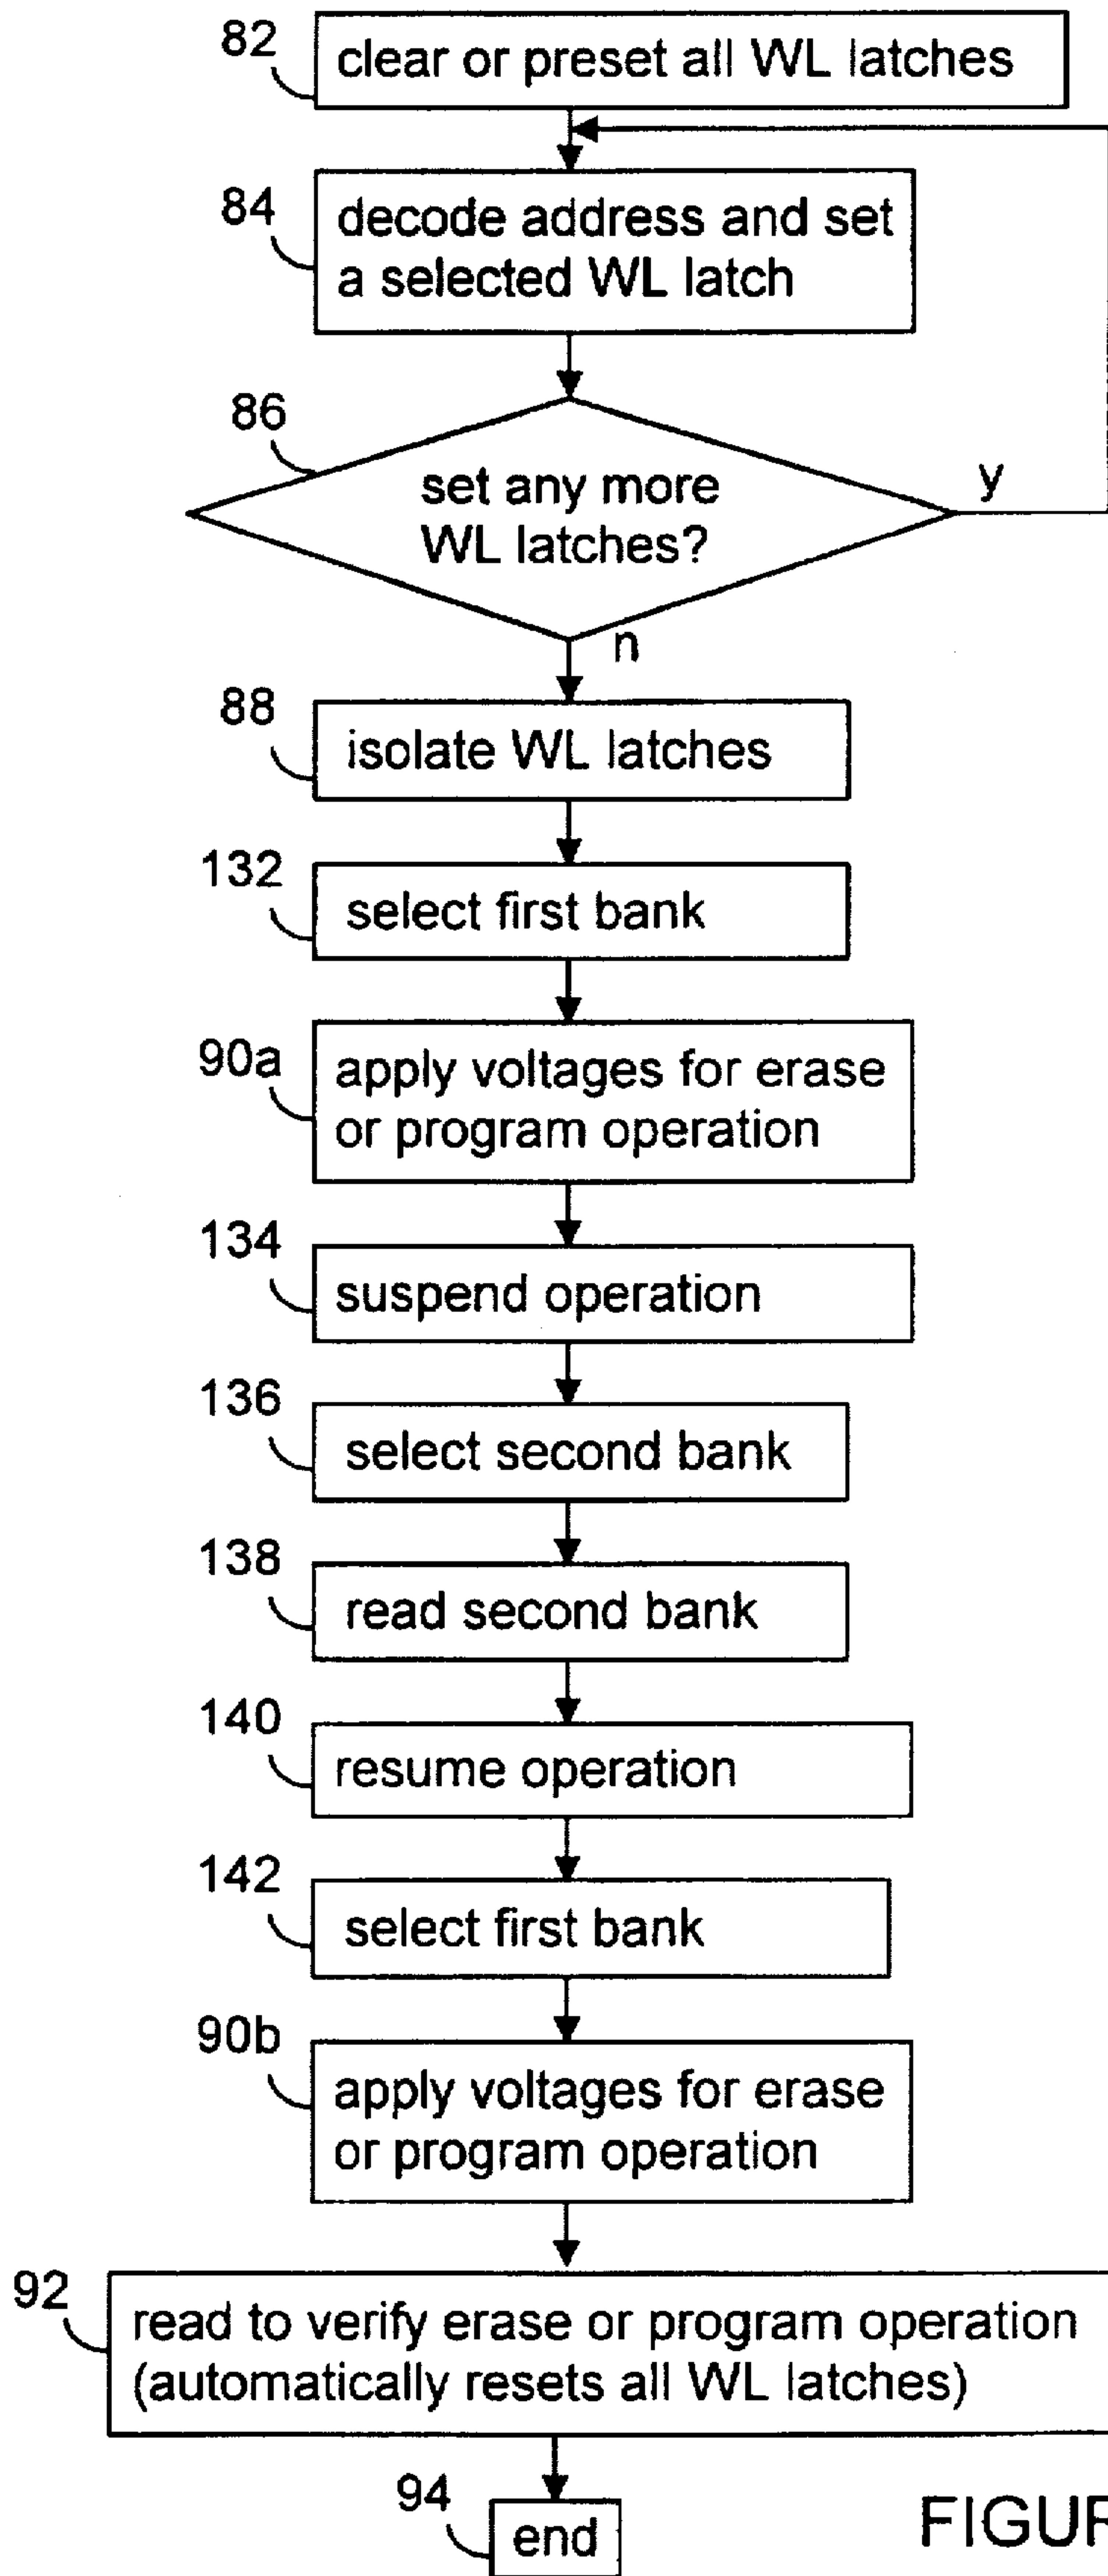 82
clear or preset all WL latches
84
decode address and set
a selected WL latch
86
set any more
WL latches?
y
n
88
isolate WL latches
132
select first bank
90a
apply voltages for erase
or program operation
134
suspend operation
136
select second bank
138
read second bank
140
resume operation
142
select first bank
90b
apply voltages for erase
or program operation
92
read to verify erase or program operation
(automatically resets all WL latches)
94
end
FIGUR